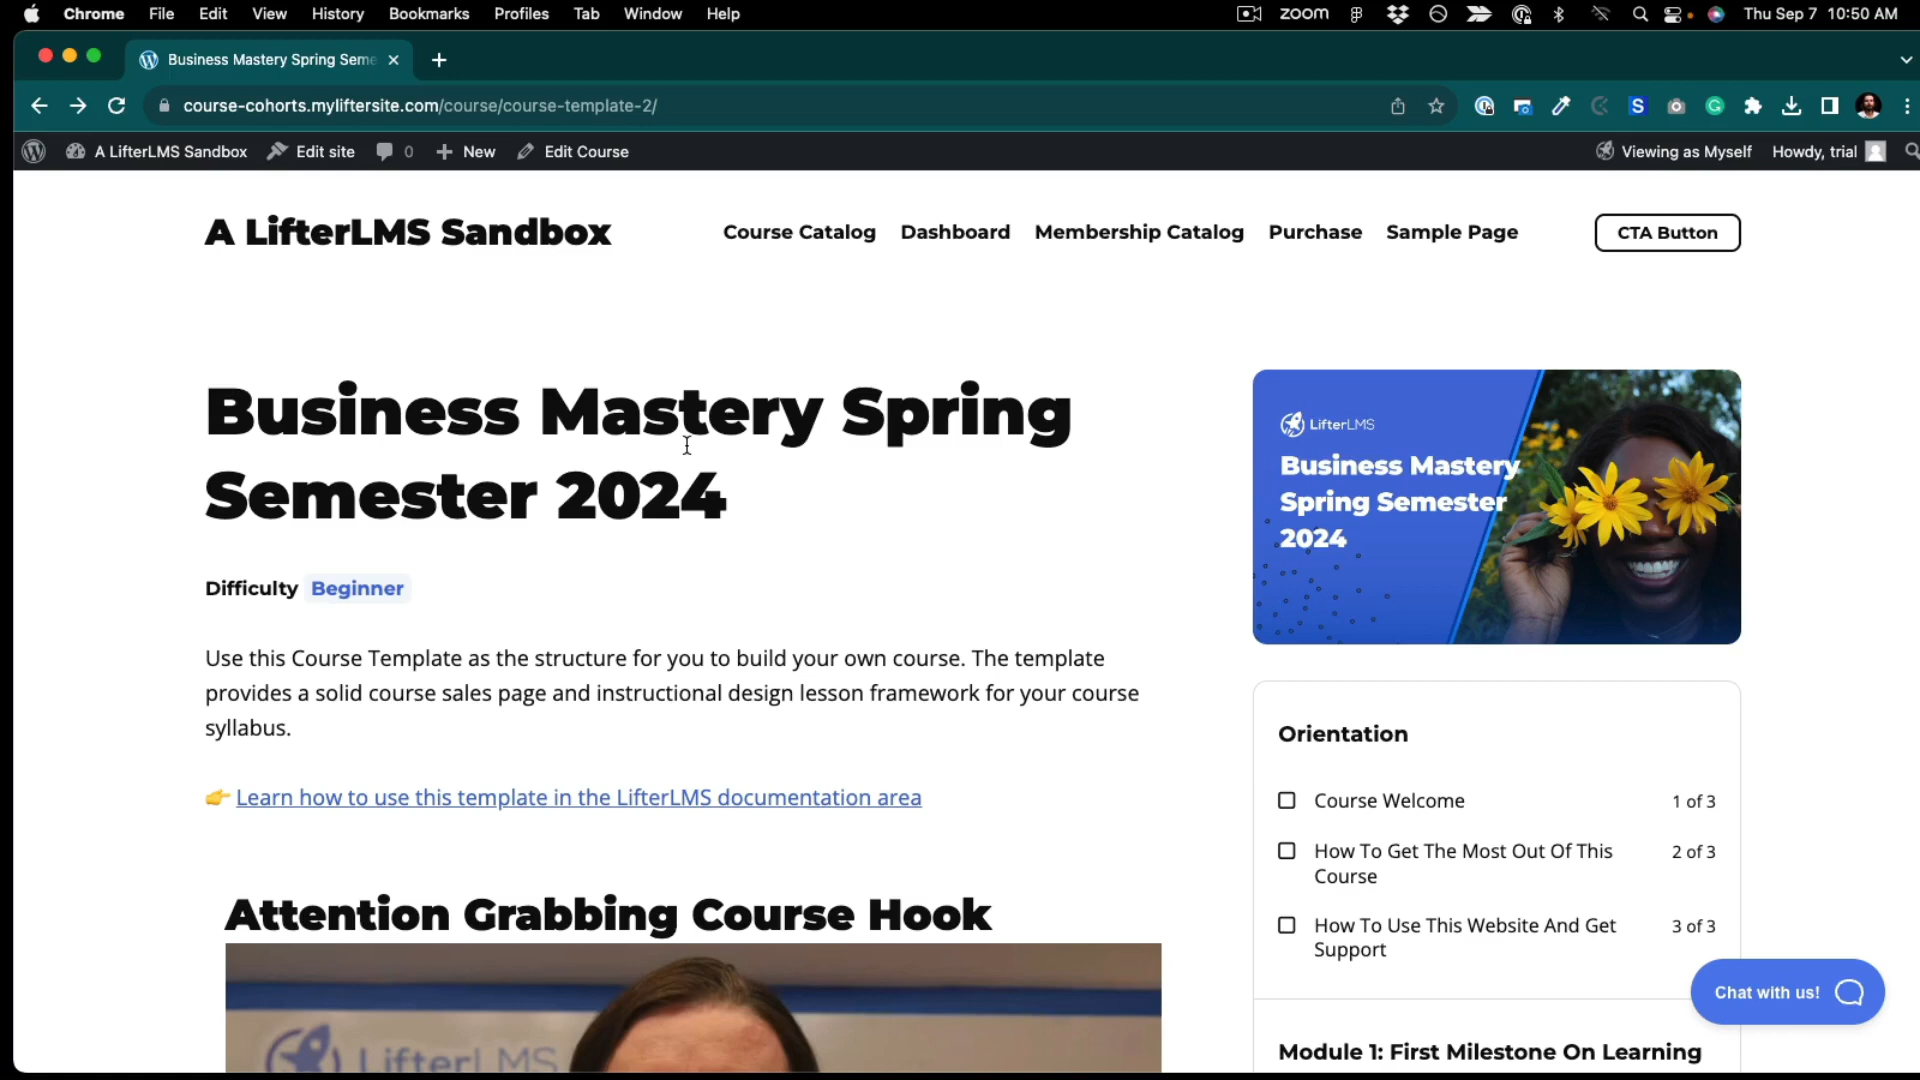 Chrome File Edit View History Bookmarks Profiles Tab Window Help zoom Thu Sep 7 10:50 AM
Business Mastery Spring Seme
course-cohorts.myliftersite.com/course/course-template-2/
A LifterLMS Sandbox Edit site 0 New Edit Course Viewing as Myself Howdy, trial
A LifterLMS Sandbox Course Catalog Dashboard Membership Catalog Purchase Sample Page CTA Button
Business Mastery Spring
Semester 2024
Difficulty Beginner
Use this Course Template as the structure for you to build your own course. The template
provides a solid course sales page and instructional design lesson framework for your course
syllabus.
👉 Learn how to use this template in the LifterLMS documentation area
Attention Grabbing Course Hook
LifterLMS
LifterLMS
Business Mastery
Spring Semester
2024
Orientation
Course Welcome 1 of 3
How To Get The Most Out Of This 2 of 3
Course
How To Use This Website And Get 3 of 3
Support
Chat with us!
Module 1: First Milestone On Learning